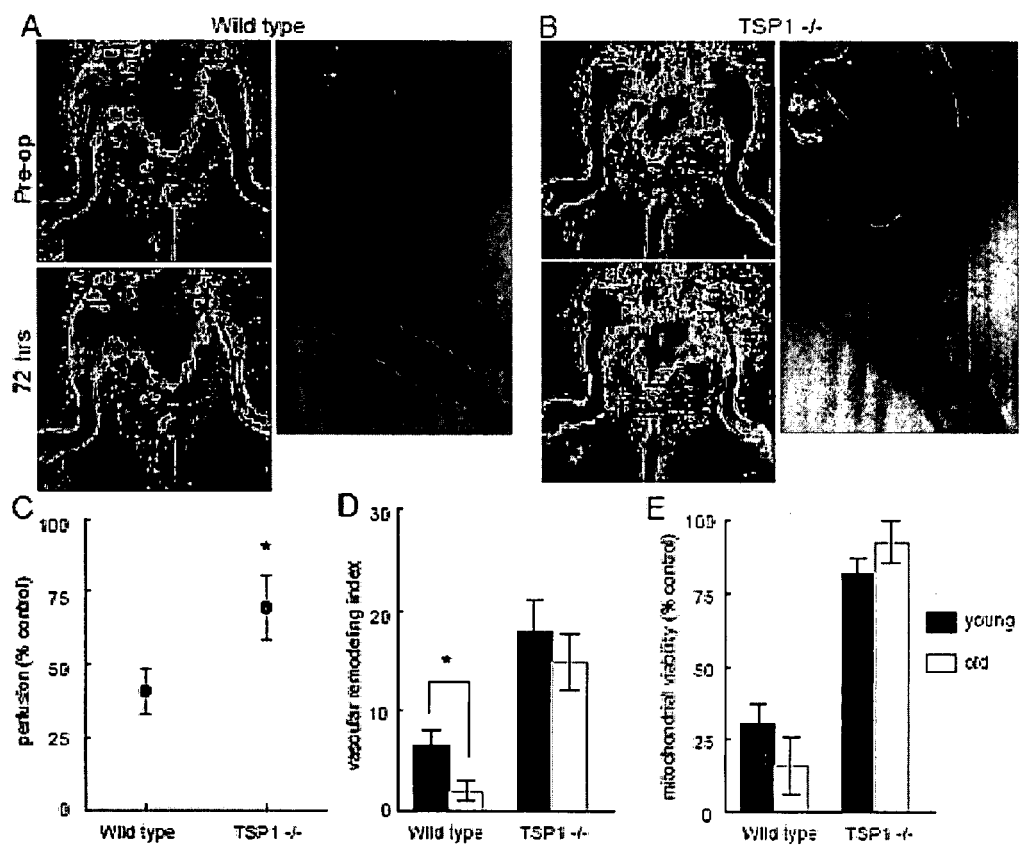 A Wild type
B TSP1 -/-
Pre-op
72 hrs
C
perfusion (% control)
100
75
50
25
0
*
Wild type TSP1 -/-
D
vascular remodeling index
30
20
10
0
*
Wild type TSP1 -/-
E
mitochondrial viability (% control)
100
75
50
25
0
Wild type TSP1 -/-
young
old